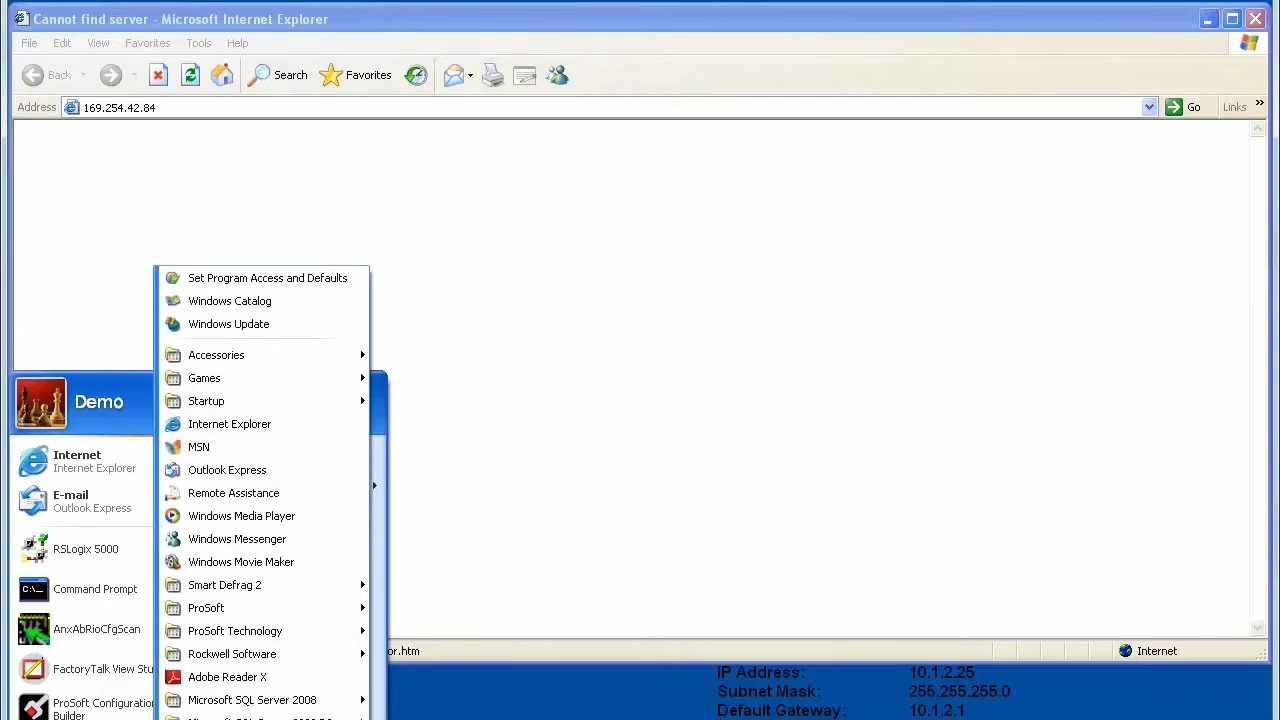 Cannot find server - Microsoft Internet Explorer
File Edit View Favorites Tools Help
Back Search Favorites
Address 169.254.42.84 Go Links »
Set Program Access and Defaults
Windows Catalog
Windows Update
Accessories
Games
Startup
Internet Explorer
MSN
Outlook Express
Remote Assistance
Windows Media Player
Windows Messenger
Windows Movie Maker
Smart Defrag 2
ProSoft
ProSoft Technology
Rockwell Software
Adobe Reader X
Demo
Internet
Internet Explorer
E-mail
Outlook Express
RSLogix 5000
Command Prompt
C:\_
AnxAbRioCfgScan
FactoryTalk View Stu
ProSoft Configuration
Builder
or.htm
Internet
IP Address: 10.1.2.25
Subnet Mask: 255.255.255.0
Default Gateway: 10.1.2.1